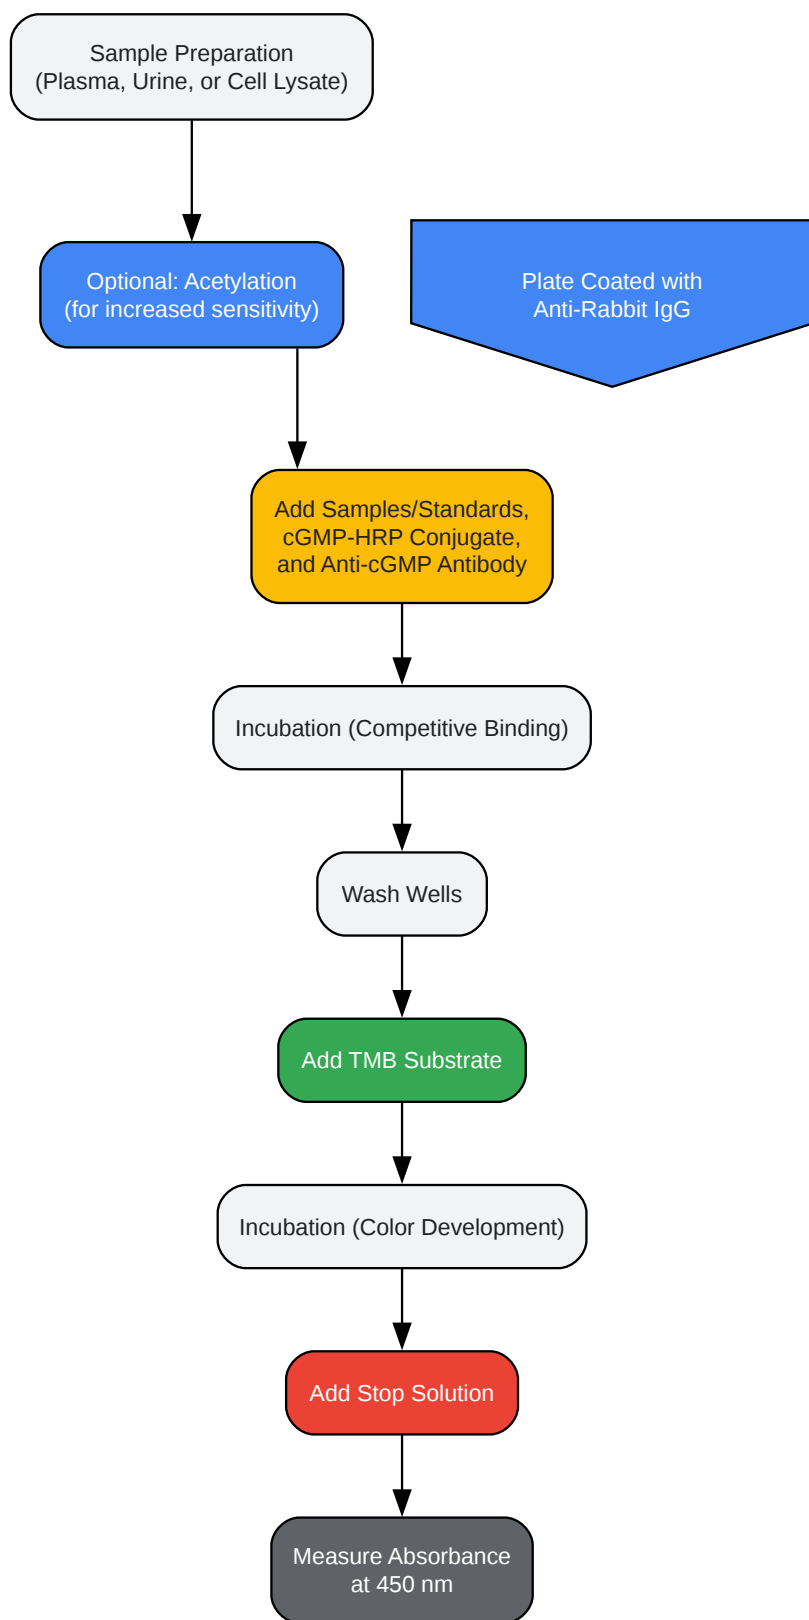 Sample Preparation
(Plasma, Urine, or Cell Lysate)
Optional: Acetylation
(for increased sensitivity)
Plate Coated with
Anti-Rabbit IgG
Add Samples/Standards,
cGMP-HRP Conjugate,
and Anti-cGMP Antibody
Incubation (Competitive Binding)
Wash Wells
Add TMB Substrate
Incubation (Color Development)
Add Stop Solution
Measure Absorbance
at 450 nm